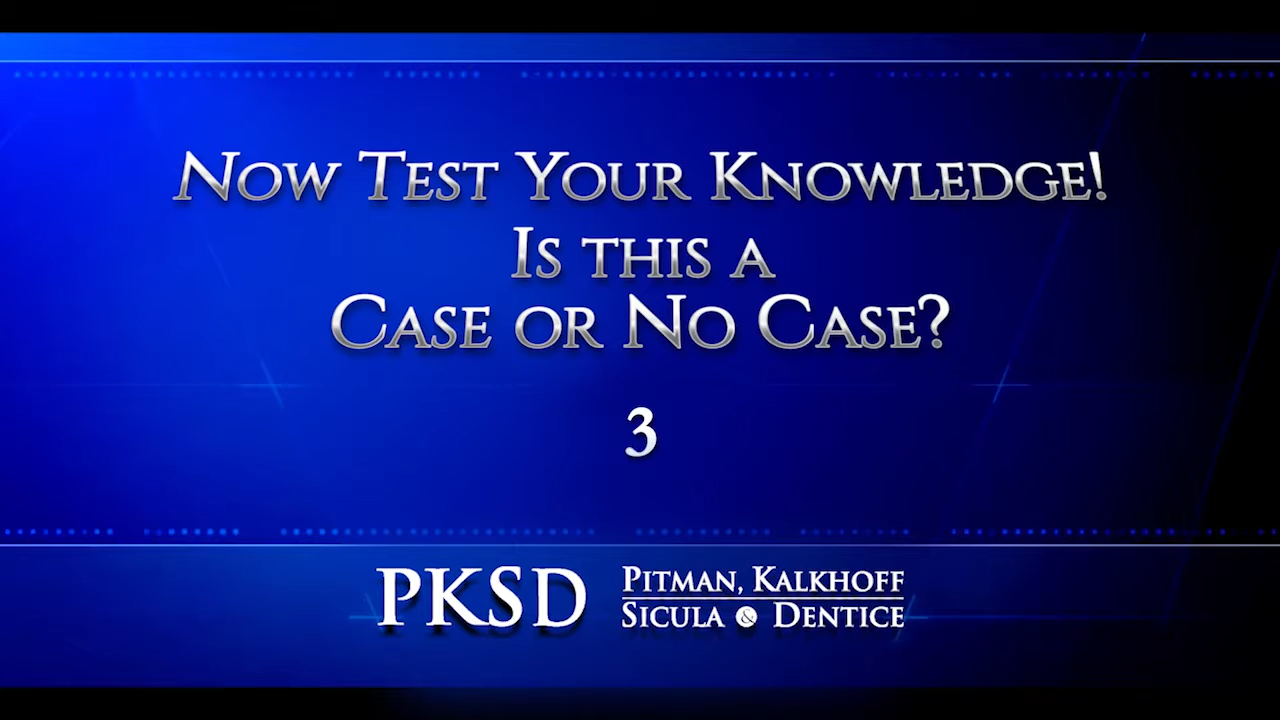 Now Test Your Knowledge!
Is this a
Case or No Case?
3
PKSD
Pitman, Kalkhoff
Sicula & Dentice